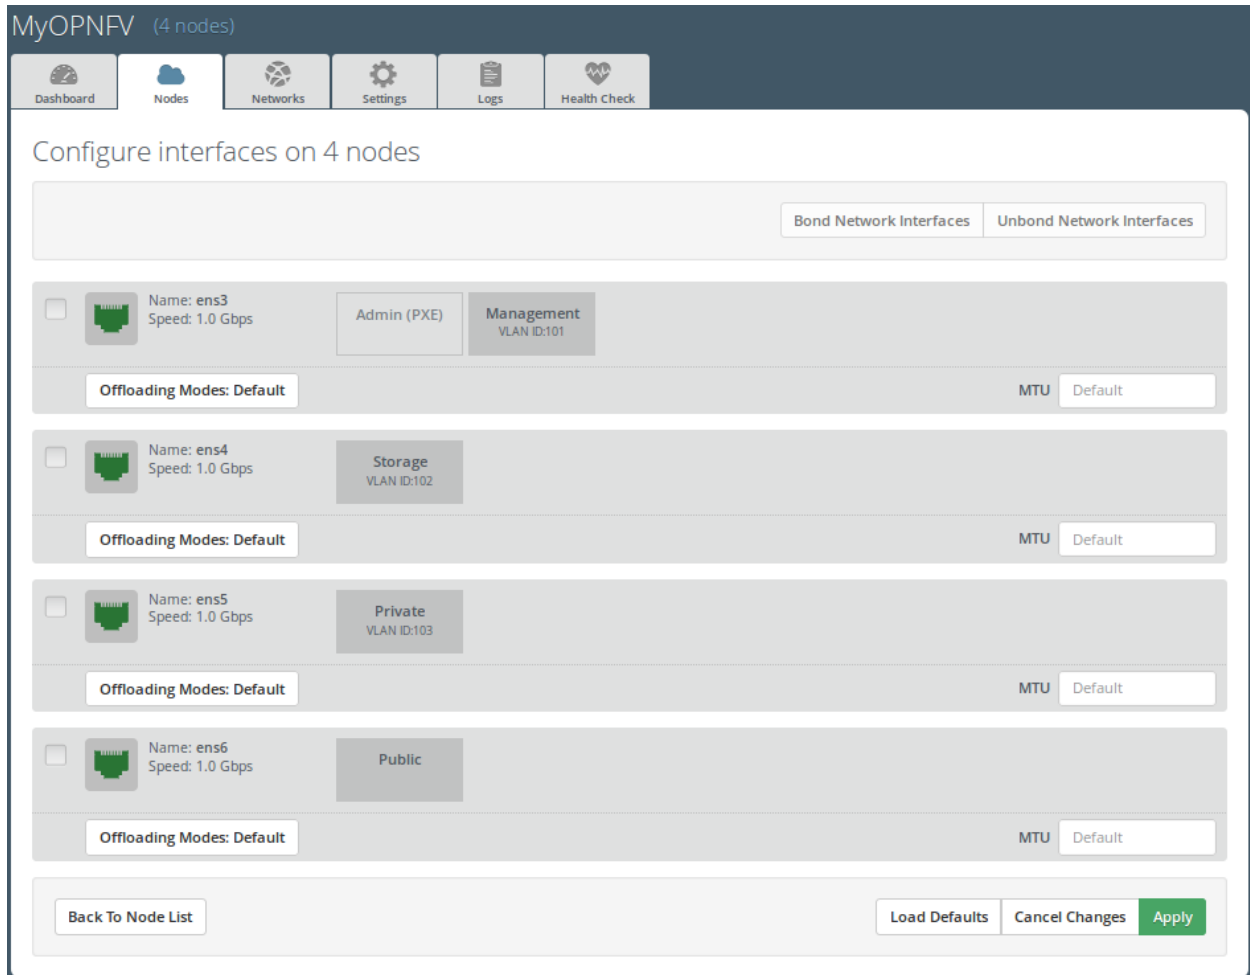 MyOPNFV (4 nodes)
Dashboard Nodes Networks Settings Logs Health Check
Configure interfaces on 4 nodes
Bond Network Interfaces Unbond Network Interfaces
Name: ens3
Speed: 1.0 Gbps
Admin (PXE)
Management
VLAN ID:101
Offloading Modes: Default MTU Default
Name: ens4
Speed: 1.0 Gbps
Storage
VLAN ID:102
Offloading Modes: Default MTU Default
Name: ens5
Speed: 1.0 Gbps
Private
VLAN ID:103
Offloading Modes: Default MTU Default
Name: ens6
Speed: 1.0 Gbps
Public
Offloading Modes: Default MTU Default
Back To Node List Load Defaults Cancel Changes Apply